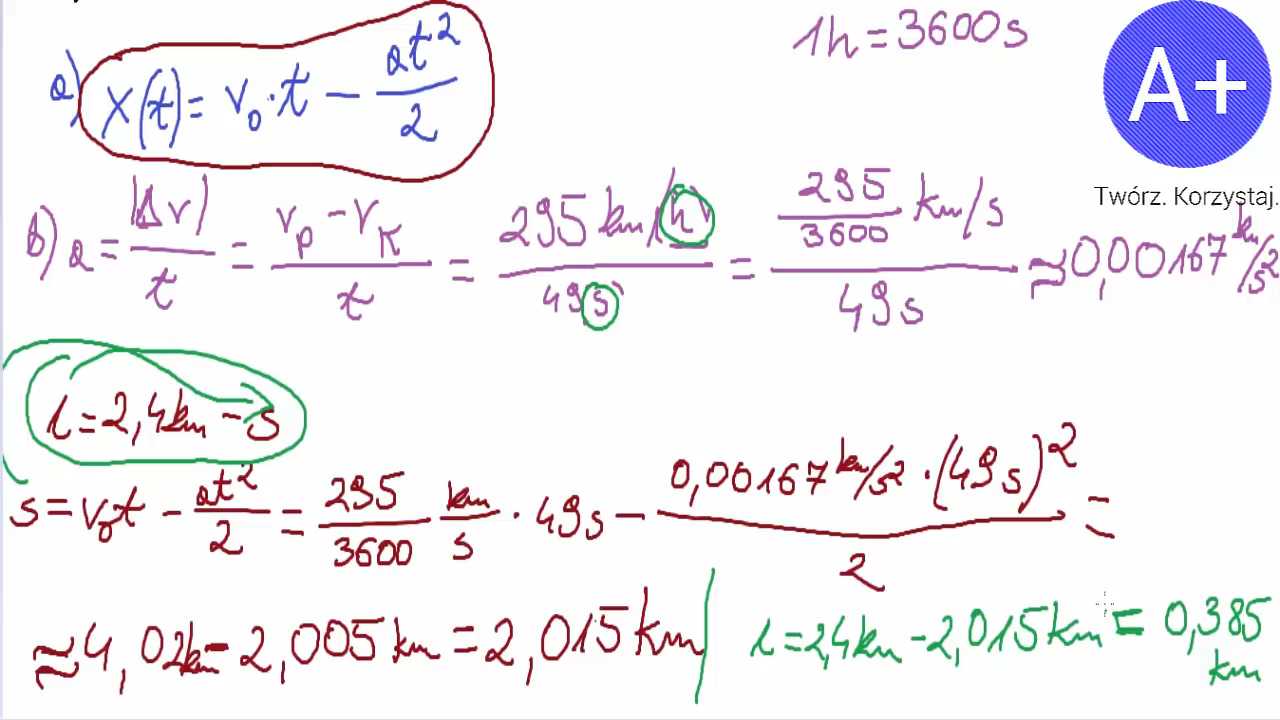 a) x(t) = v₀·t − at²/2
1h = 3600s
A+
Twórz. Korzystaj.
b) a = |Δv|/t = (v_p − v_k)/t = 295 km/h / 49s = (295/3600 km/s) / 49s ≈ 0,00167 km/s²
l = 2,4km − s
s = v₀t − at²/2 = 295/3600 km/s · 49s − 0,00167 km/s² · (49s)²/2 =
≈ 4,02km − 2,005 km = 2,015 km
l = 2,4km − 2,015km = 0,385 km